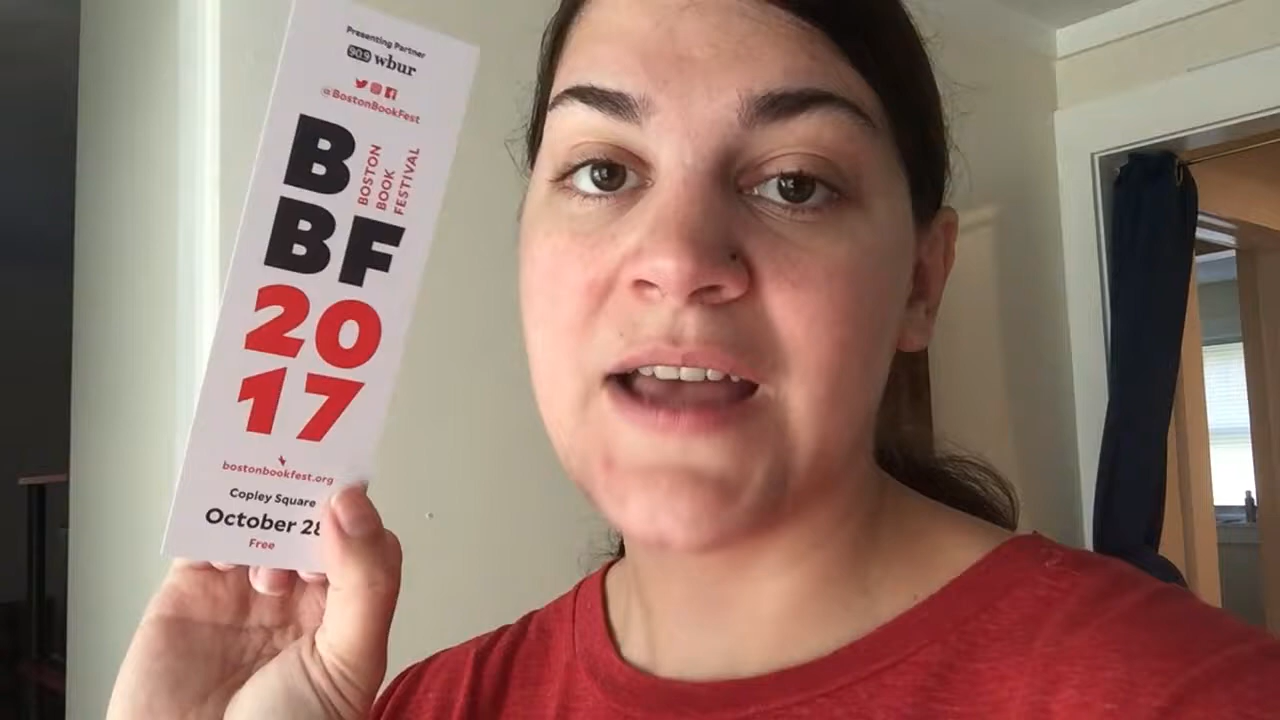 Presenting Partner
90.9 wbur
@BostonBookFest
B
BOSTON
BOOK
FESTIVAL
BF
20
17
bostonbookfest.org
Copley Square
October 28
Free